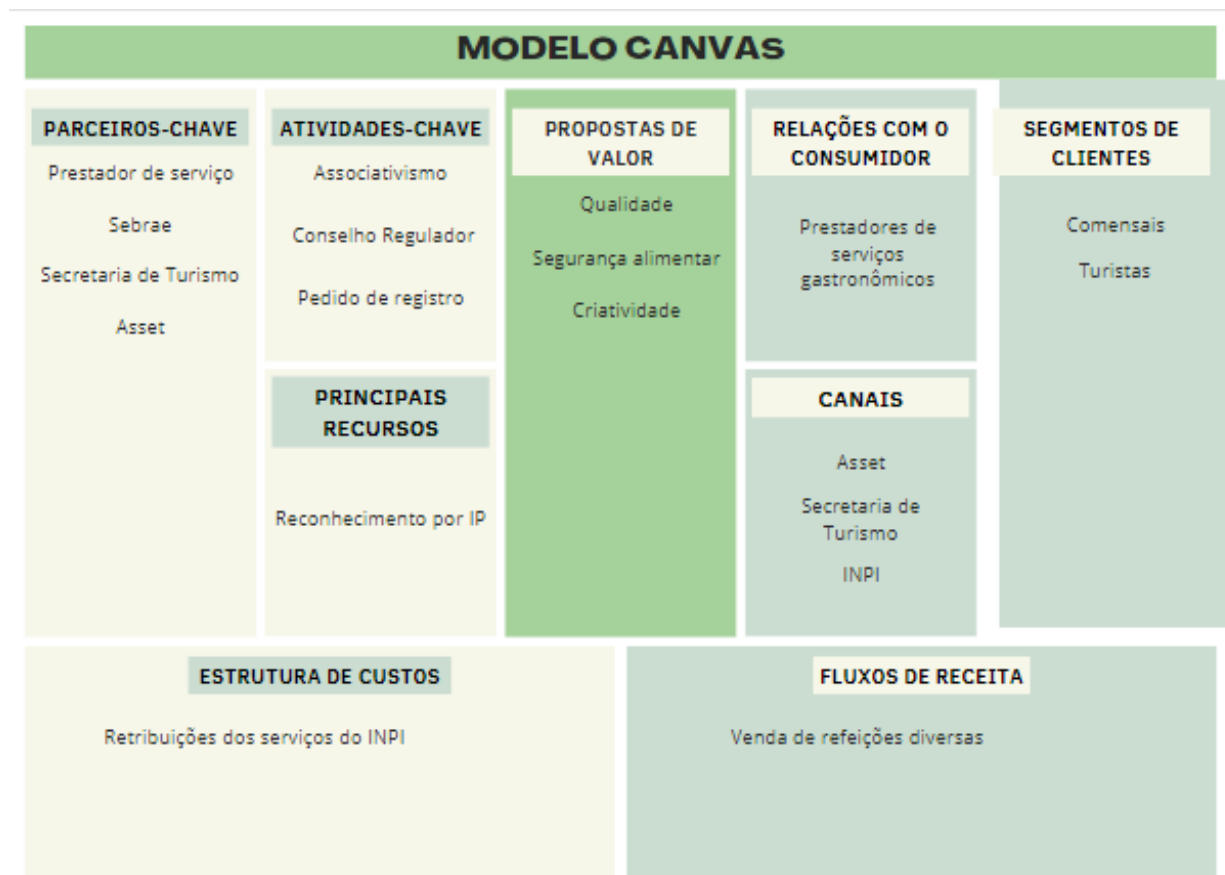 MODELO CANVAS
PARCEIROS-CHAVE
Prestador de serviço
Sebrae
Secretaria de Turismo
Asset
ATIVIDADES-CHAVE
Associativismo
Conselho Regulador
Pedido de registro
PRINCIPAIS
RECURSOS
Reconhecimento por IP
PROPOSTAS DE
VALOR
Qualidade
Segurança alimentar
Criatividade
RELAÇÕES COM O
CONSUMIDOR
Prestadores de
serviços
gastronômicos
CANAIS
Asset
Secretaria de
Turismo
INPI
SEGMENTOS DE
CLIENTES
Comensais
Turistas
ESTRUTURA DE CUSTOS
Retribuições dos serviços do INPI
FLUXOS DE RECEITA
Venda de refeições diversas